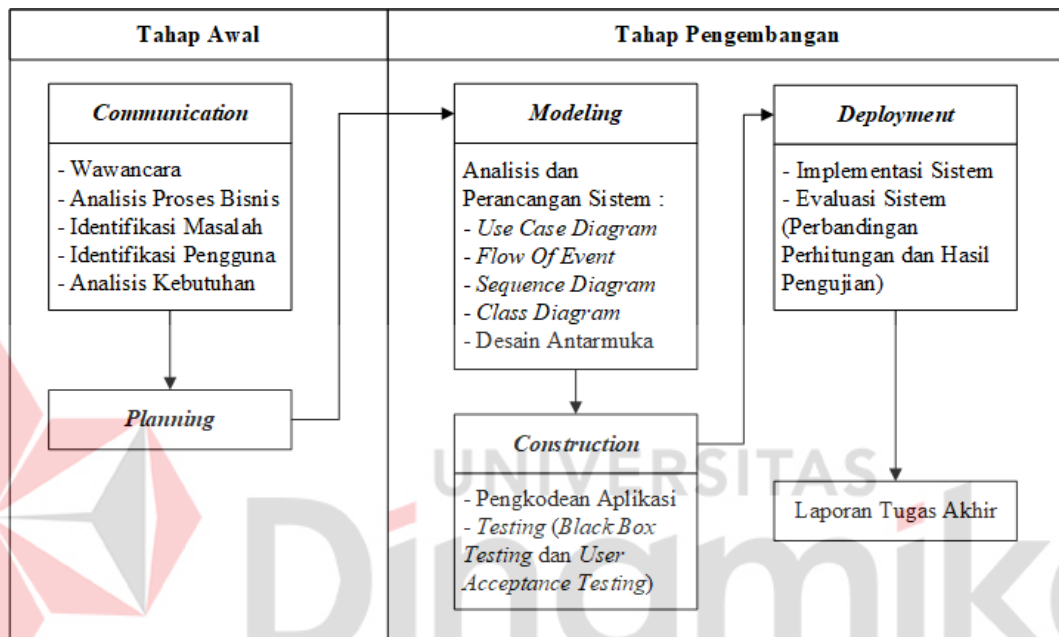 Tahap Awal
Tahap Pengembangan
Communication
- Wawancara
- Analisis Proses Bisnis
- Identifikasi Masalah
- Identifikasi Pengguna
- Analisis Kebutuhan
Planning
Modeling
Analisis dan
Perancangan Sistem :
- Use Case Diagram
- Flow Of Event
- Sequence Diagram
- Class Diagram
- Desain Antarmuka
Construction
- Pengkodean Aplikasi
- Testing (Black Box
Testing dan User
Acceptance Testing)
Deployment
- Implementasi Sistem
- Evaluasi Sistem
(Perbandingan
Perhitungan dan Hasil
Pengujian)
Laporan Tugas Akhir
UNIVERSITAS
Dinamika